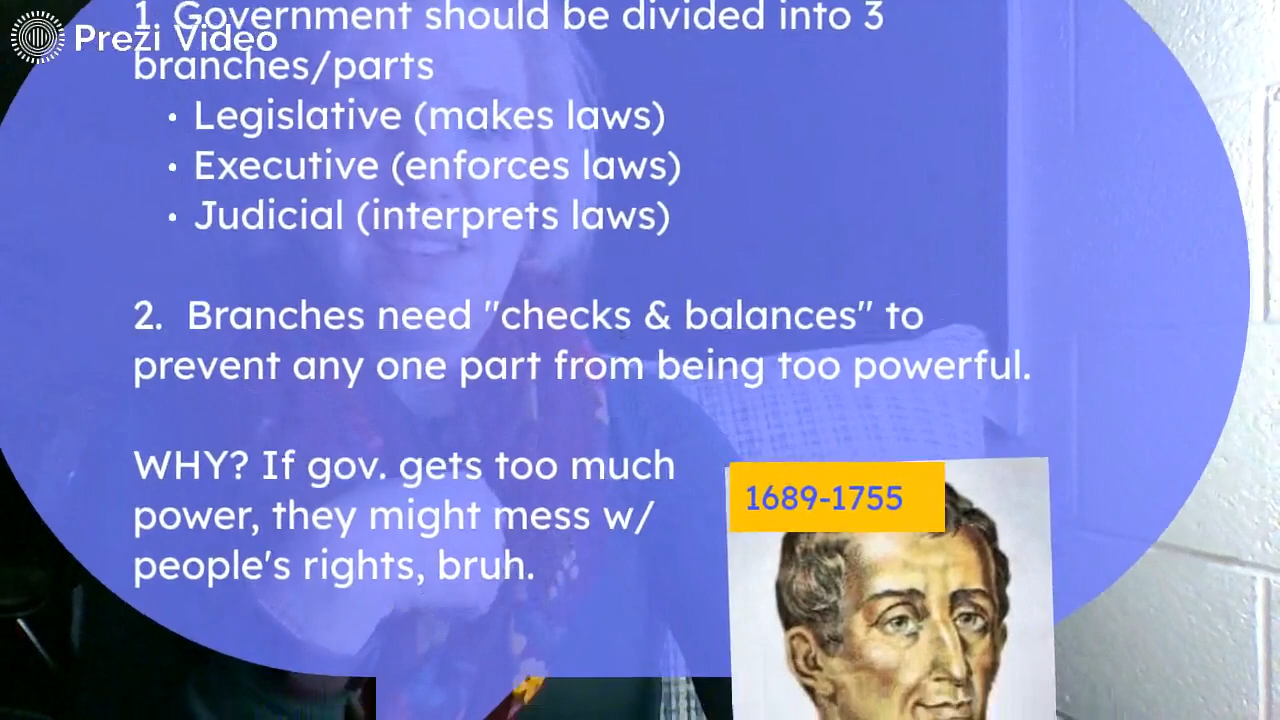 1. Government should be divided into 3
Prezi Video
branches/parts
• Legislative (makes laws)
• Executive (enforces laws)
• Judicial (interprets laws)
2. Branches need "checks & balances" to
prevent any one part from being too powerful.
WHY? If gov. gets too much
power, they might mess w/
people's rights, bruh.
1689-1755